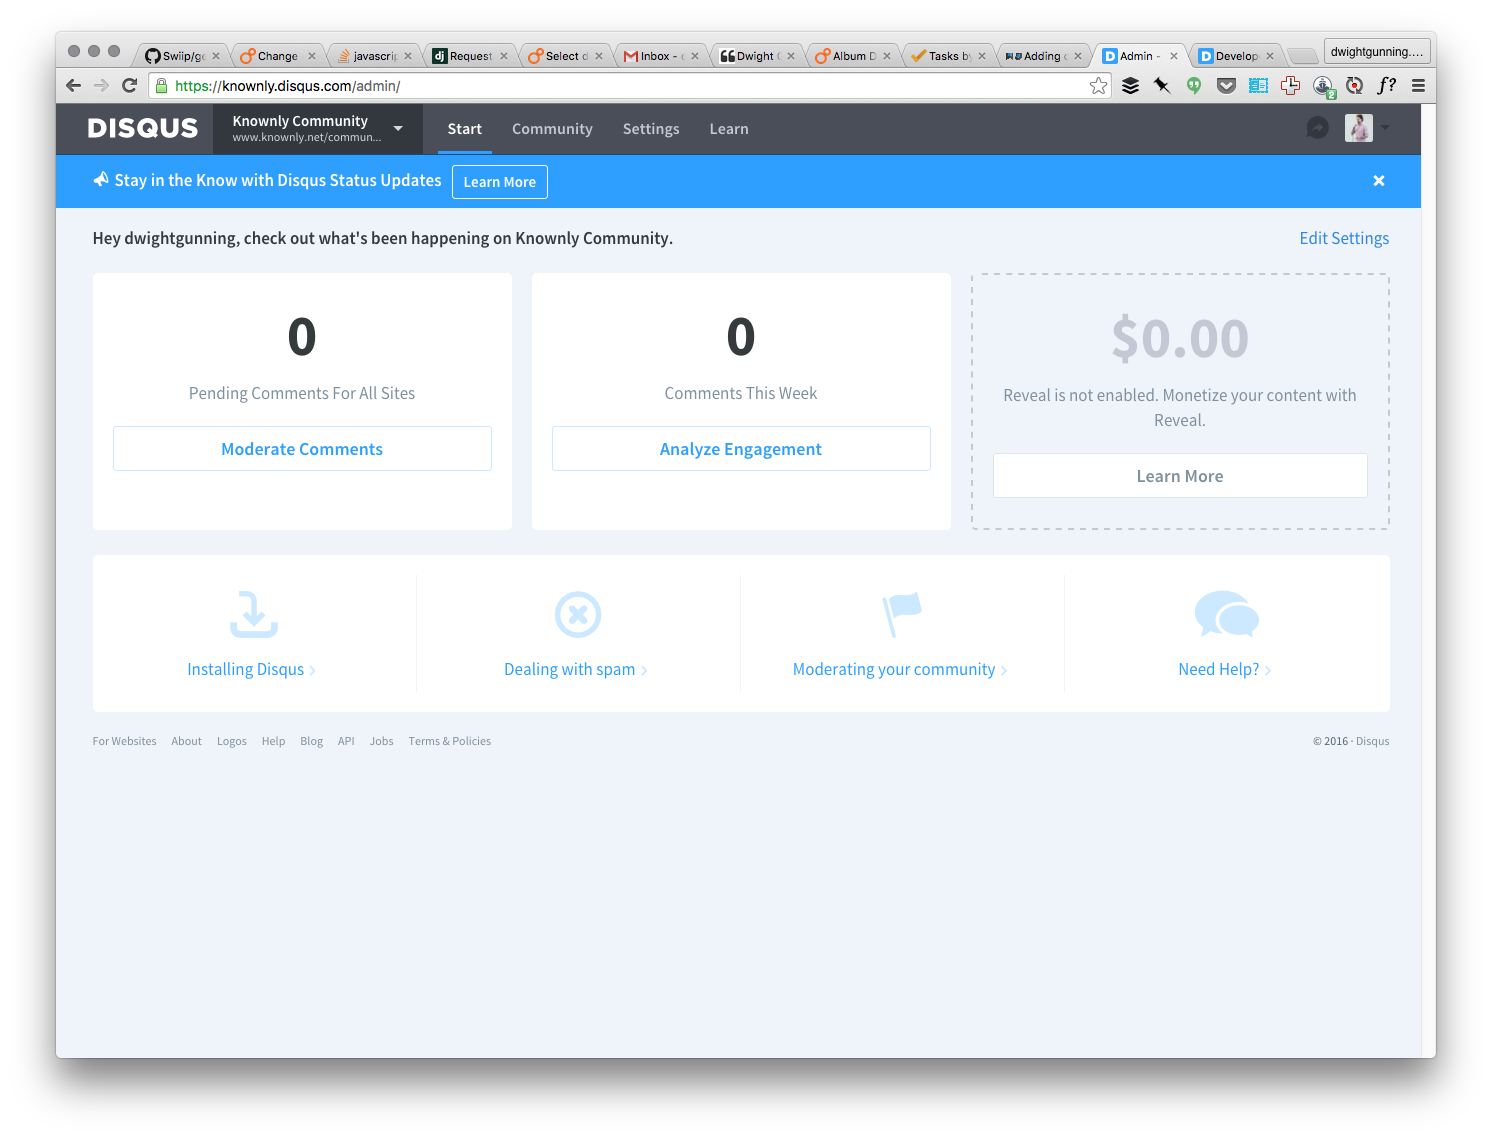 Swiip/ge
Change
javascrip
Request
Select d
Inbox -
Dwight
Album D
Tasks by
Adding
Admin -
Develop
dwightgunning....
https://knownly.disqus.com/admin/
2
f?
DISQUS
Knownly Community
www.knownly.net/commun...
Start
Community
Settings
Learn
Stay in the Know with Disqus Status Updates
Learn More
Hey dwightgunning, check out what's been happening on Knownly Community.
Edit Settings
0
Pending Comments For All Sites
Moderate Comments
0
Comments This Week
Analyze Engagement
$0.00
Reveal is not enabled. Monetize your content with
Reveal.
Learn More
Installing Disqus
Dealing with spam
Moderating your community
Need Help?
For Websites About Logos Help Blog API Jobs Terms & Policies
© 2016 · Disqus